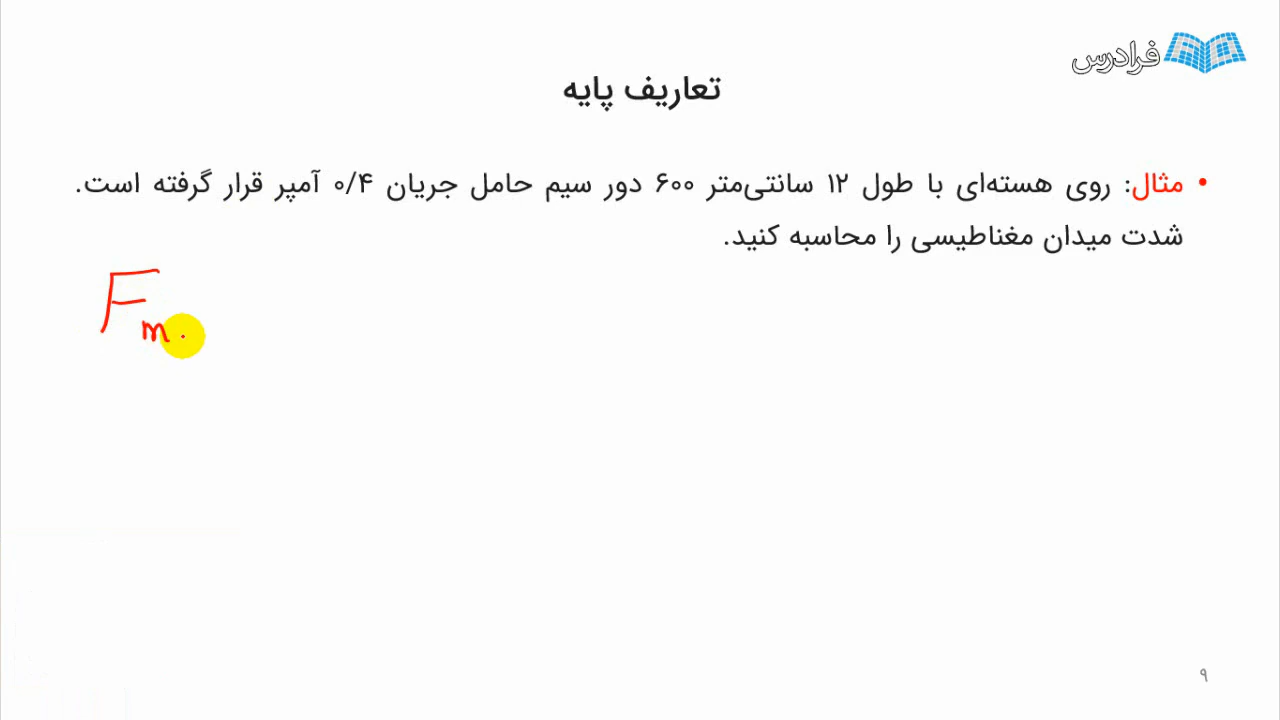 فرادرس
تعاریف پایه
• مثال: روی هسته‌ای با طول ۱۲ سانتی‌متر ۶۰۰ دور سیم حامل جریان ۰/۴ آمپر قرار گرفته است.
شدت میدان مغناطیسی را محاسبه کنید.
Fm
۹